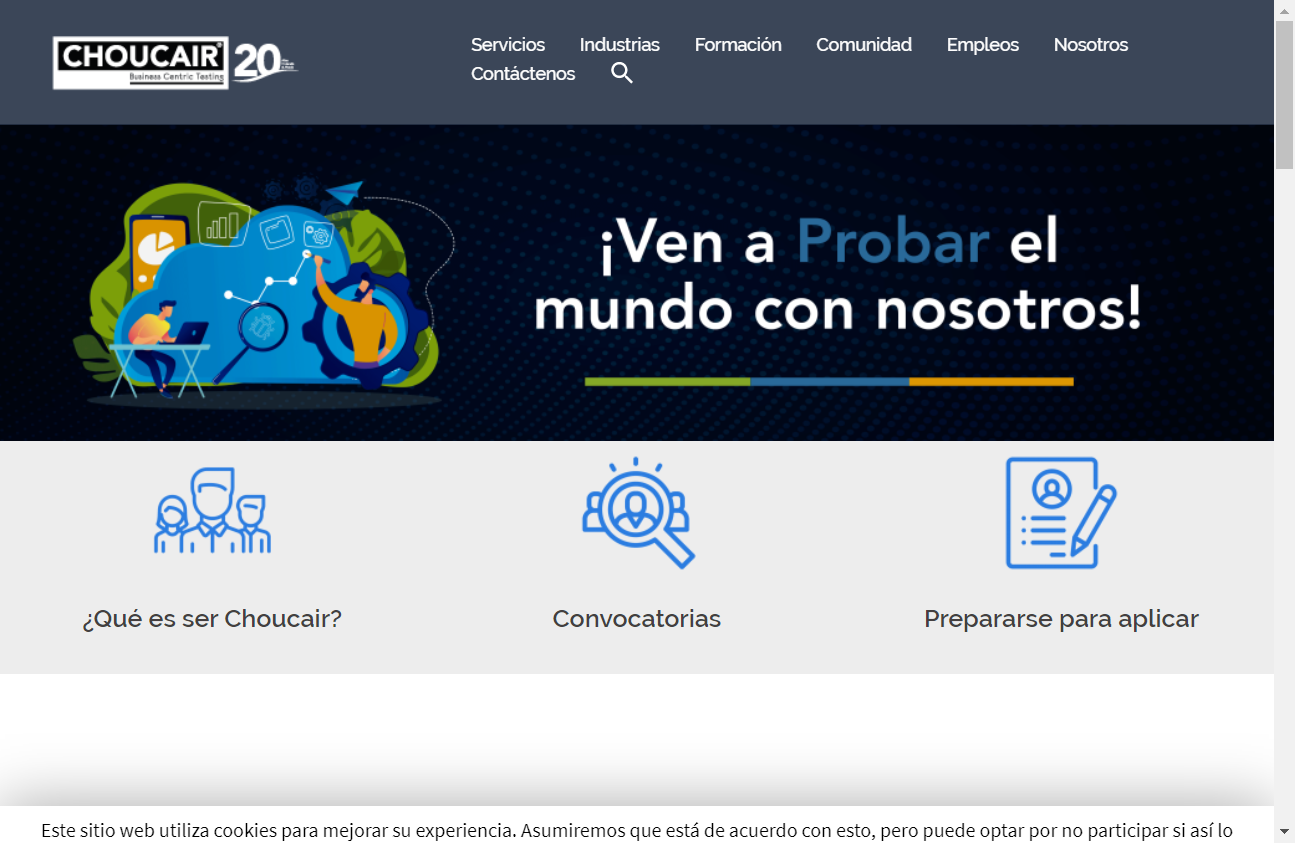 CHOUCAIR®
Business Centric Testing
20
Servicios Industrias Formación Comunidad Empleos Nosotros
Contáctenos
¡Ven a Probar el
mundo con nosotros!
¿Qué es ser Choucair?
Convocatorias
Prepararse para aplicar
Este sitio web utiliza cookies para mejorar su experiencia. Asumiremos que está de acuerdo con esto, pero puede optar por no participar si así lo